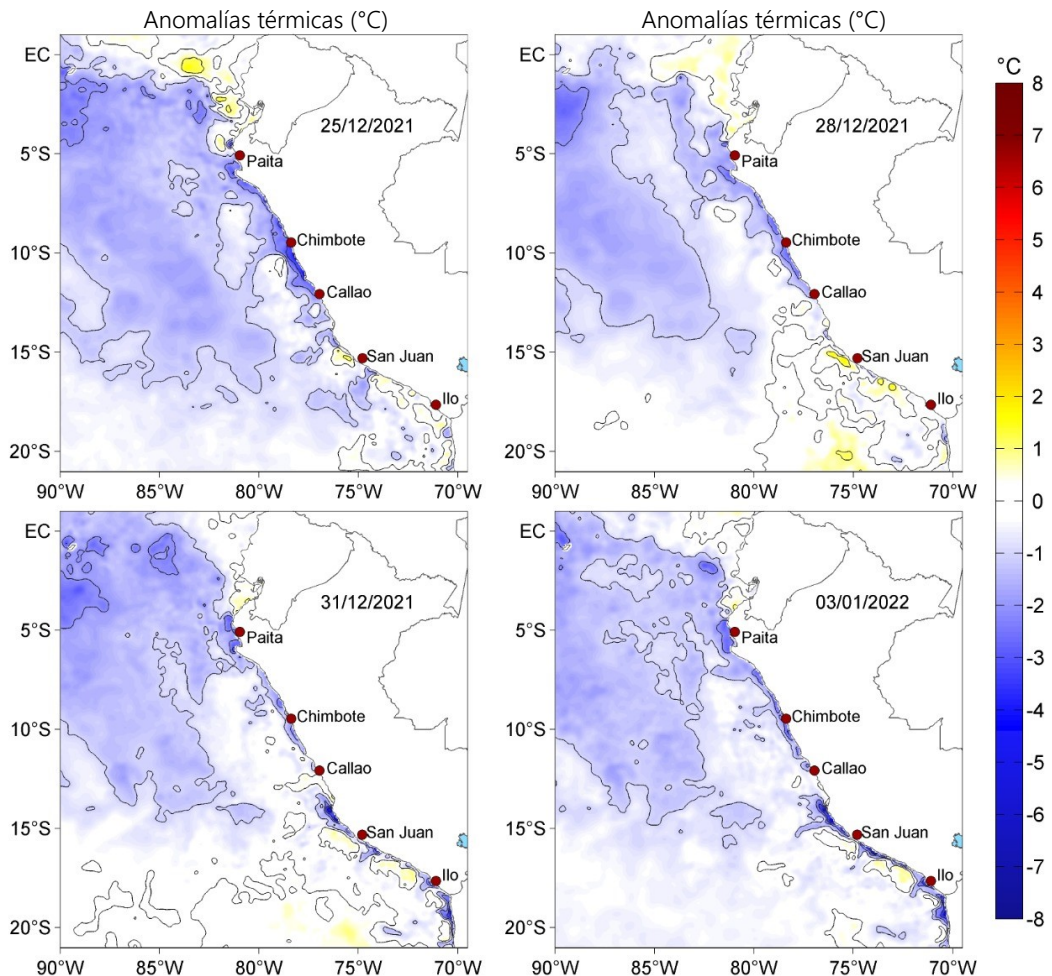 Anomalías térmicas (°C)
Anomalías térmicas (°C)
EC
5°S
10°S
15°S
20°S
90°W
85°W
80°W
75°W
70°W
25/12/2021
Paita
Chimbote
Callao
San Juan
Ilo
EC
5°S
10°S
15°S
20°S
90°W
85°W
80°W
75°W
70°W
28/12/2021
Paita
Chimbote
Callao
San Juan
Ilo
°C
8
7
6
5
4
3
2
1
0
-1
-2
-3
-4
-5
-6
-7
-8
EC
5°S
10°S
15°S
20°S
90°W
85°W
80°W
75°W
70°W
31/12/2021
Paita
Chimbote
Callao
San Juan
Ilo
EC
5°S
10°S
15°S
20°S
90°W
85°W
80°W
75°W
70°W
03/01/2022
Paita
Chimbote
Callao
San Juan
Ilo